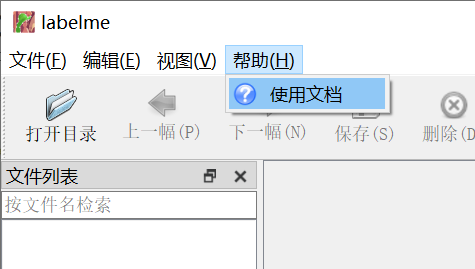 labelme
文件(F) 编辑(E) 视图(V) 帮助(H)
使用文档
打开目录 上一幅(P) 下一幅(N) 保存(S) 删除(D
文件列表
按文件名检索